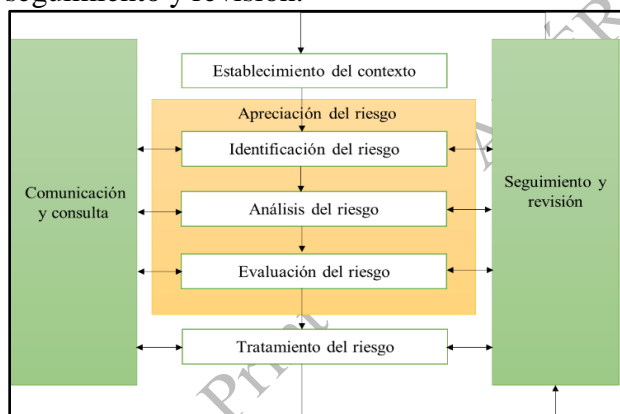 seguimiento y revisión.
Establecimiento del contexto
Apreciación del riesgo
Identificación del riesgo
Comunicación
y consulta
Análisis del riesgo
Seguimiento y
revisión
Evaluación del riesgo
Tratamiento del riesgo